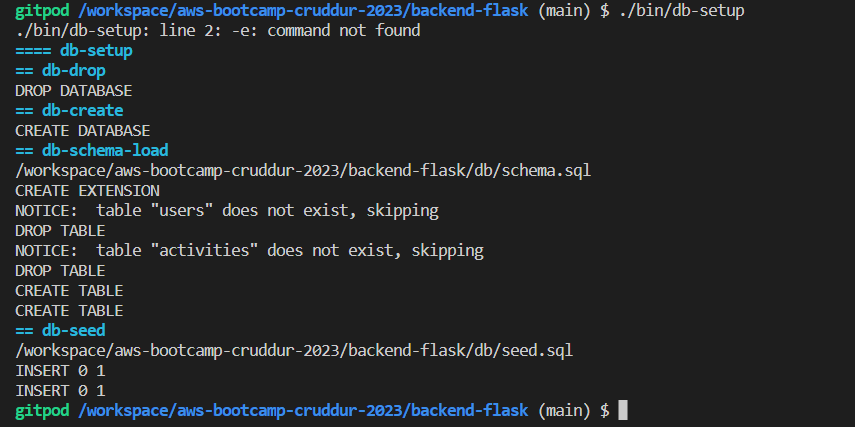 gitpod /workspace/aws-bootcamp-cruddur-2023/backend-flask (main) $ ./bin/db-setup
./bin/db-setup: line 2: -e: command not found
==== db-setup
== db-drop
DROP DATABASE
== db-create
CREATE DATABASE
== db-schema-load
/workspace/aws-bootcamp-cruddur-2023/backend-flask/db/schema.sql
CREATE EXTENSION
NOTICE:  table "users" does not exist, skipping
DROP TABLE
NOTICE:  table "activities" does not exist, skipping
DROP TABLE
CREATE TABLE
CREATE TABLE
== db-seed
/workspace/aws-bootcamp-cruddur-2023/backend-flask/db/seed.sql
INSERT 0 1
INSERT 0 1
gitpod /workspace/aws-bootcamp-cruddur-2023/backend-flask (main) $